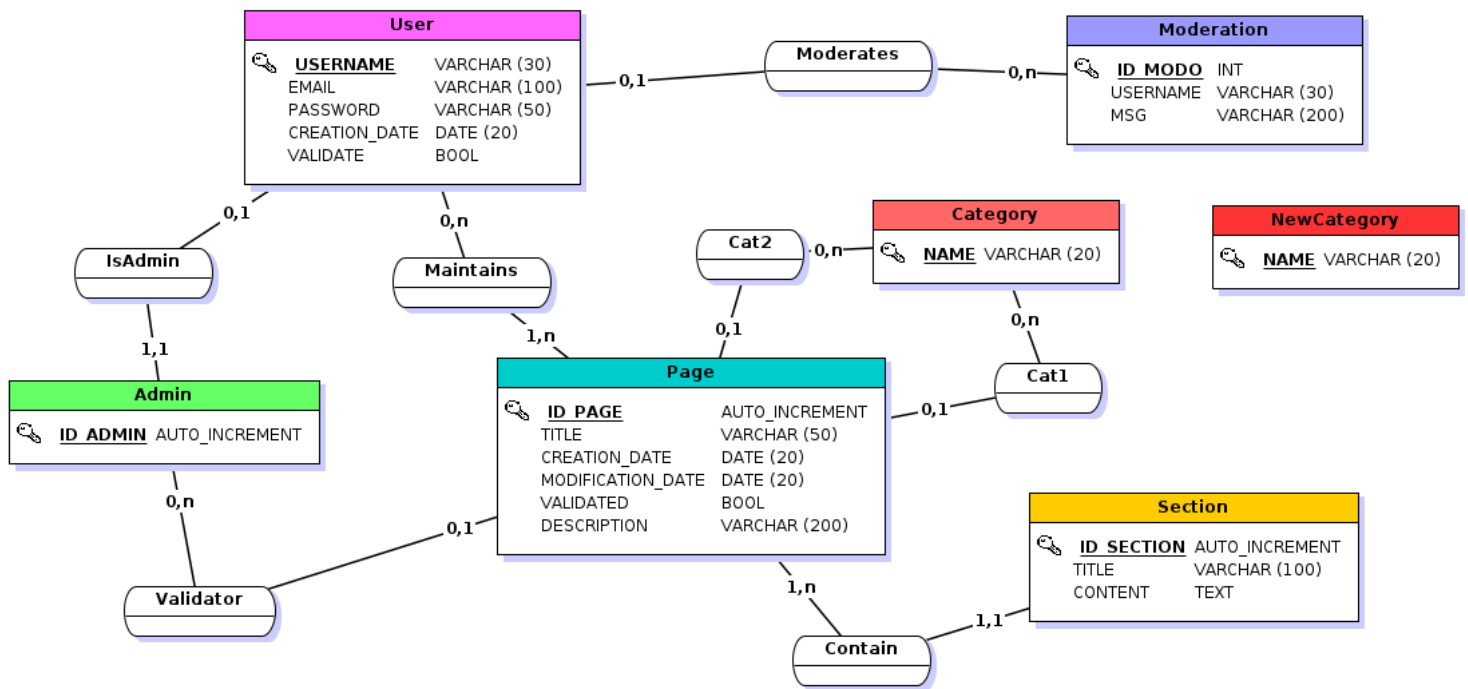 User
USERNAME VARCHAR (30)
EMAIL VARCHAR (100)
PASSWORD VARCHAR (50)
CREATION_DATE DATE (20)
VALIDATE BOOL
0,1
Moderates
0,n
Moderation
ID_MODO INT
USERNAME VARCHAR (30)
MSG VARCHAR (200)
0,1
IsAdmin
1,1
0,n
Maintains
1,n
Cat2
0,n
0,1
Category
NAME VARCHAR (20)
0,n
Cat1
0,1
NewCategory
NAME VARCHAR (20)
Admin
ID_ADMIN AUTO_INCREMENT
0,n
Validator
0,1
Page
ID_PAGE AUTO_INCREMENT
TITLE VARCHAR (50)
CREATION_DATE DATE (20)
MODIFICATION_DATE DATE (20)
VALIDATED BOOL
DESCRIPTION VARCHAR (200)
1,n
Contain
1,1
Section
ID_SECTION AUTO_INCREMENT
TITLE VARCHAR (100)
CONTENT TEXT